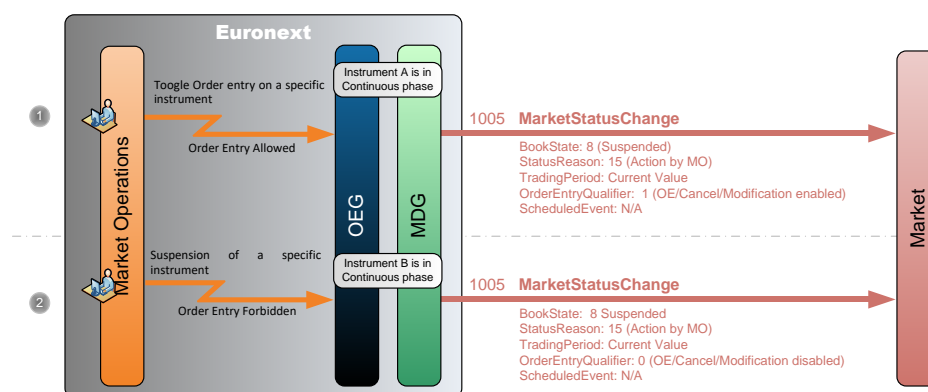 Euronext
Instrument A is in
Continuous phase
Toogle Order entry on a specific
instrument
1
Order Entry Allowed
1005 MarketStatusChange
BookState: 8 (Suspended)
StatusReason: 15 (Action by MO)
TradingPeriod: Current Value
OrderEntryQualifier: 1 (OE/Cancel/Modification enabled)
ScheduledEvent: N/A
Market Operations
OEG
MDG
Market
Suspension of a specific
instrument
Instrument B is in
Continuous phase
2
Order Entry Forbidden
1005 MarketStatusChange
BookState: 8 Suspended
StatusReason: 15 (Action by MO)
TradingPeriod: Current Value
OrderEntryQualifier: 0 (OE/Cancel/Modification disabled)
ScheduledEvent: N/A